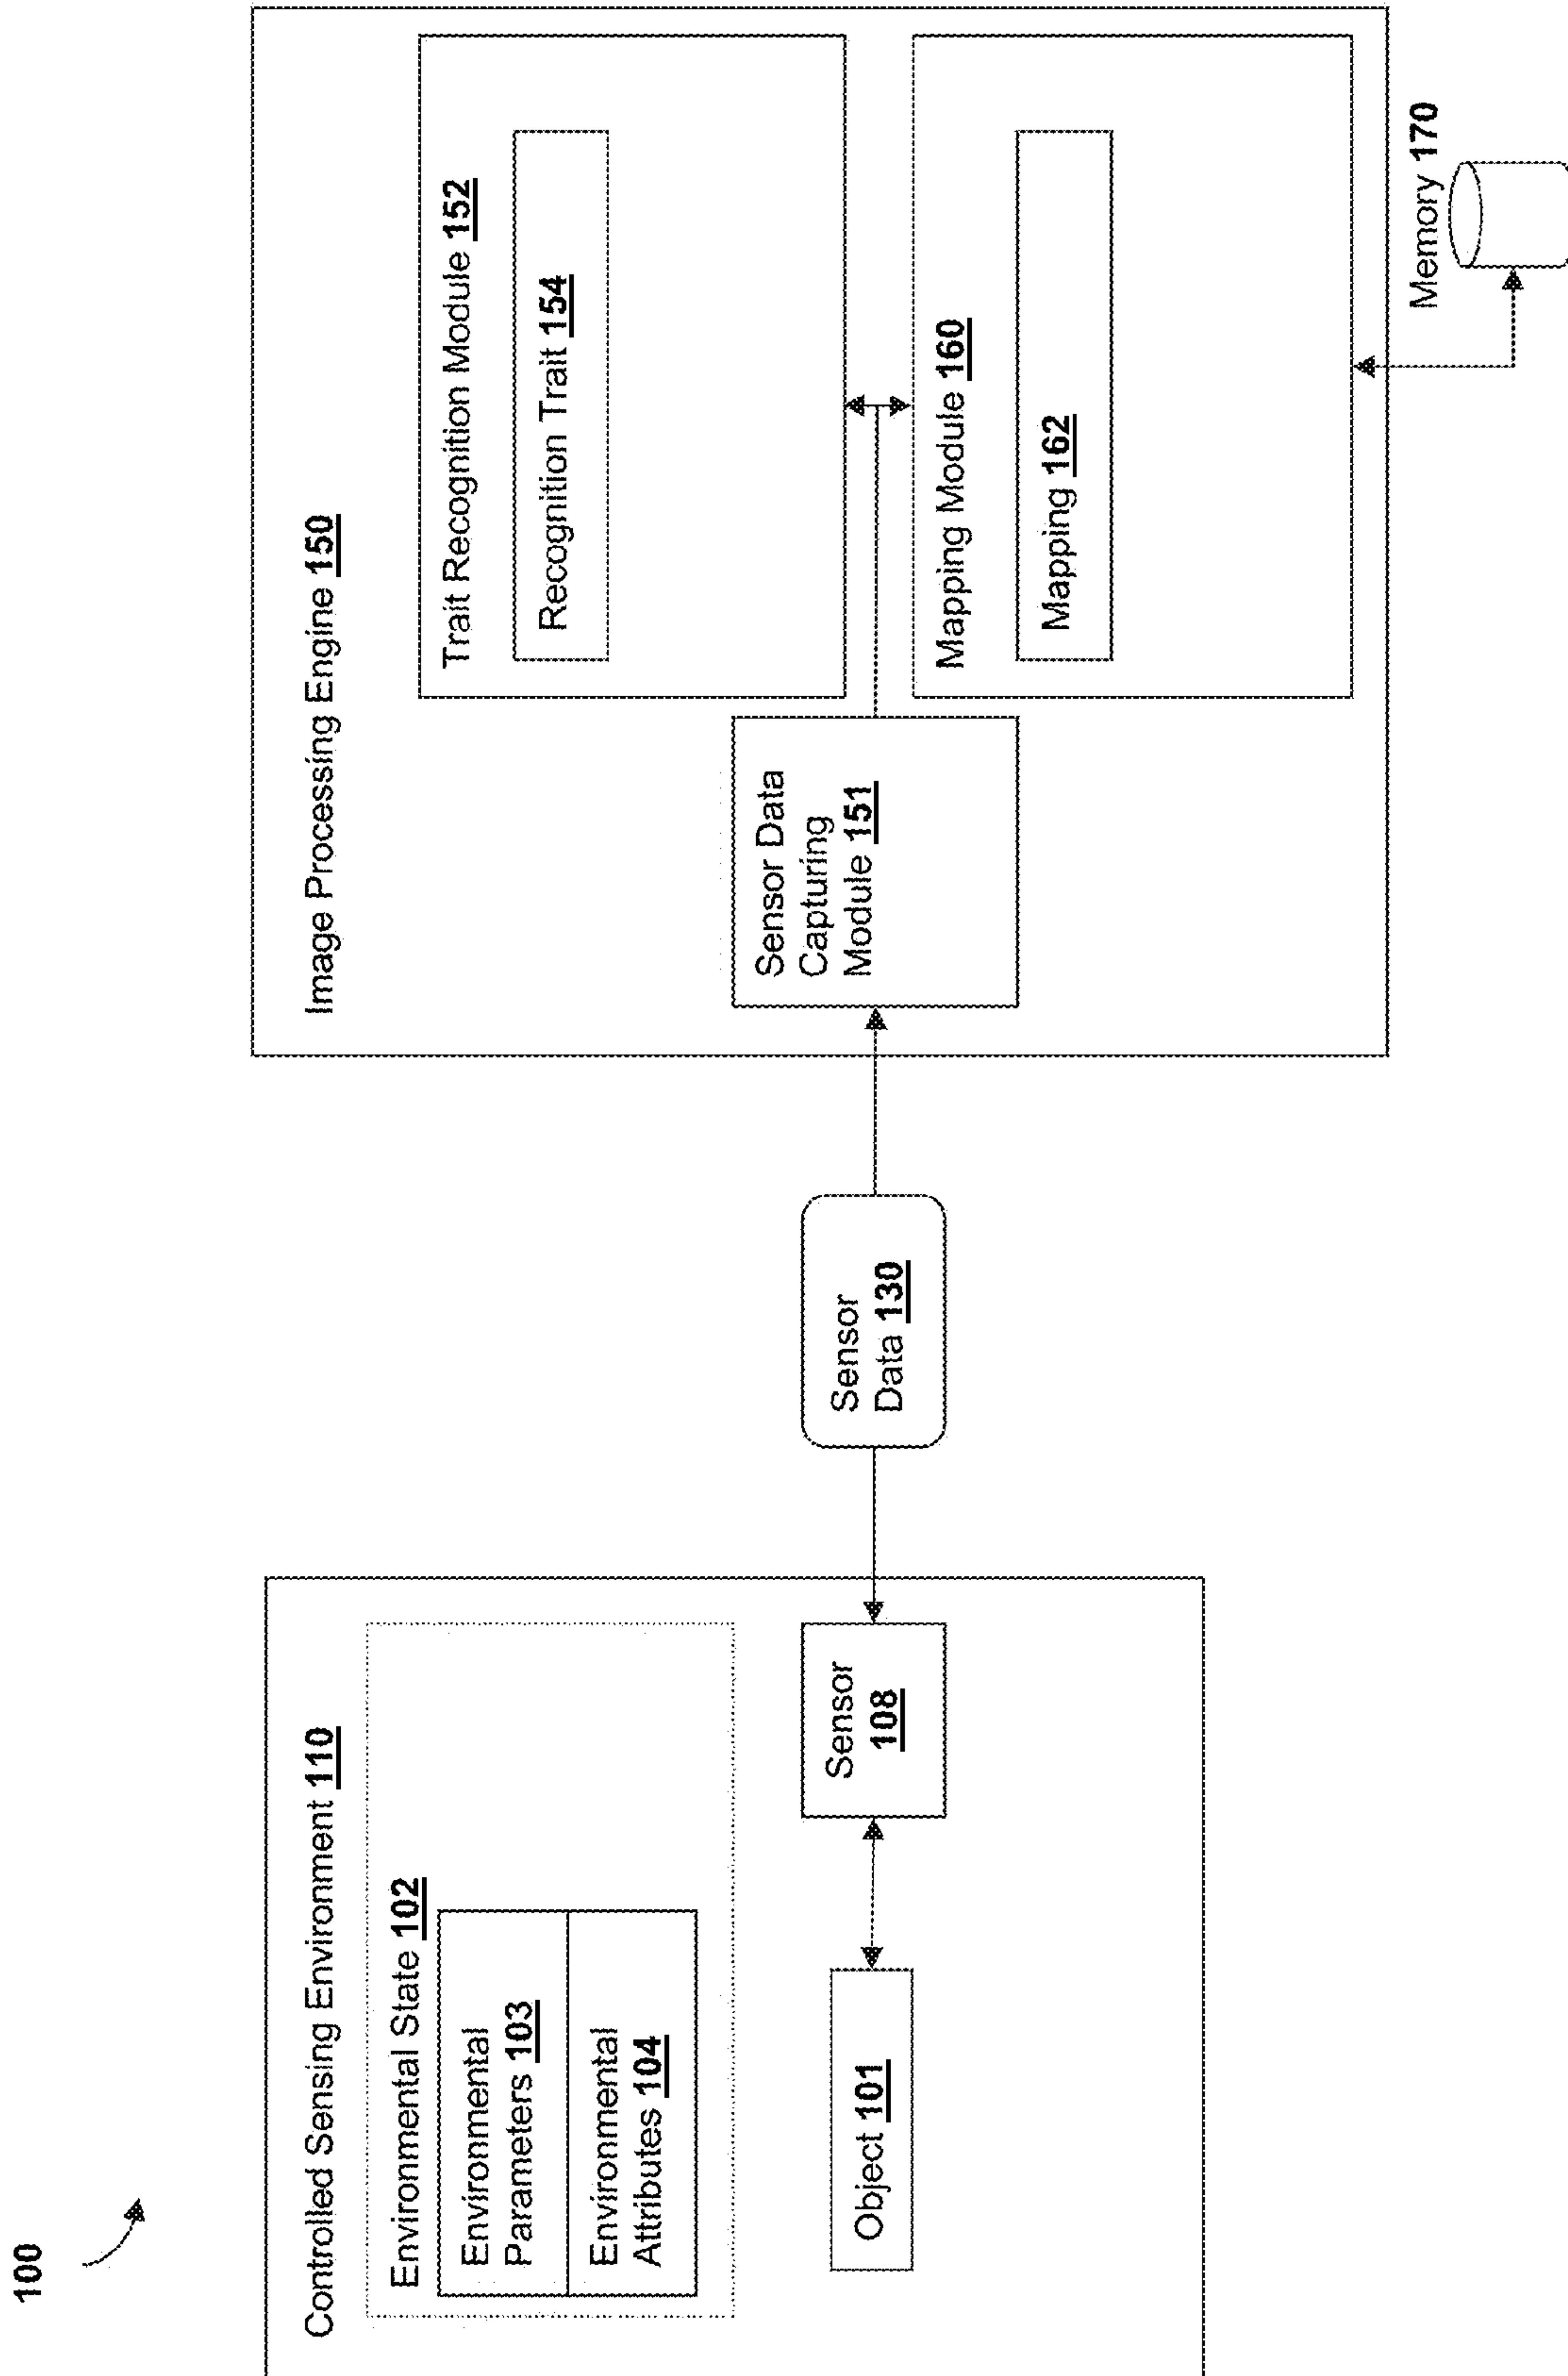 100
Controlled Sensing Environment 110
Environmental State 102
Environmental
Parameters 103
Environmental
Attributes 104
Object 101
Sensor
108
Sensor
Data 130
Image Processing Engine 150
Sensor Data
Capturing
Module 151
Trait Recognition Module 152
Recognition Trait 154
Mapping Module 160
Mapping 162
Memory 170